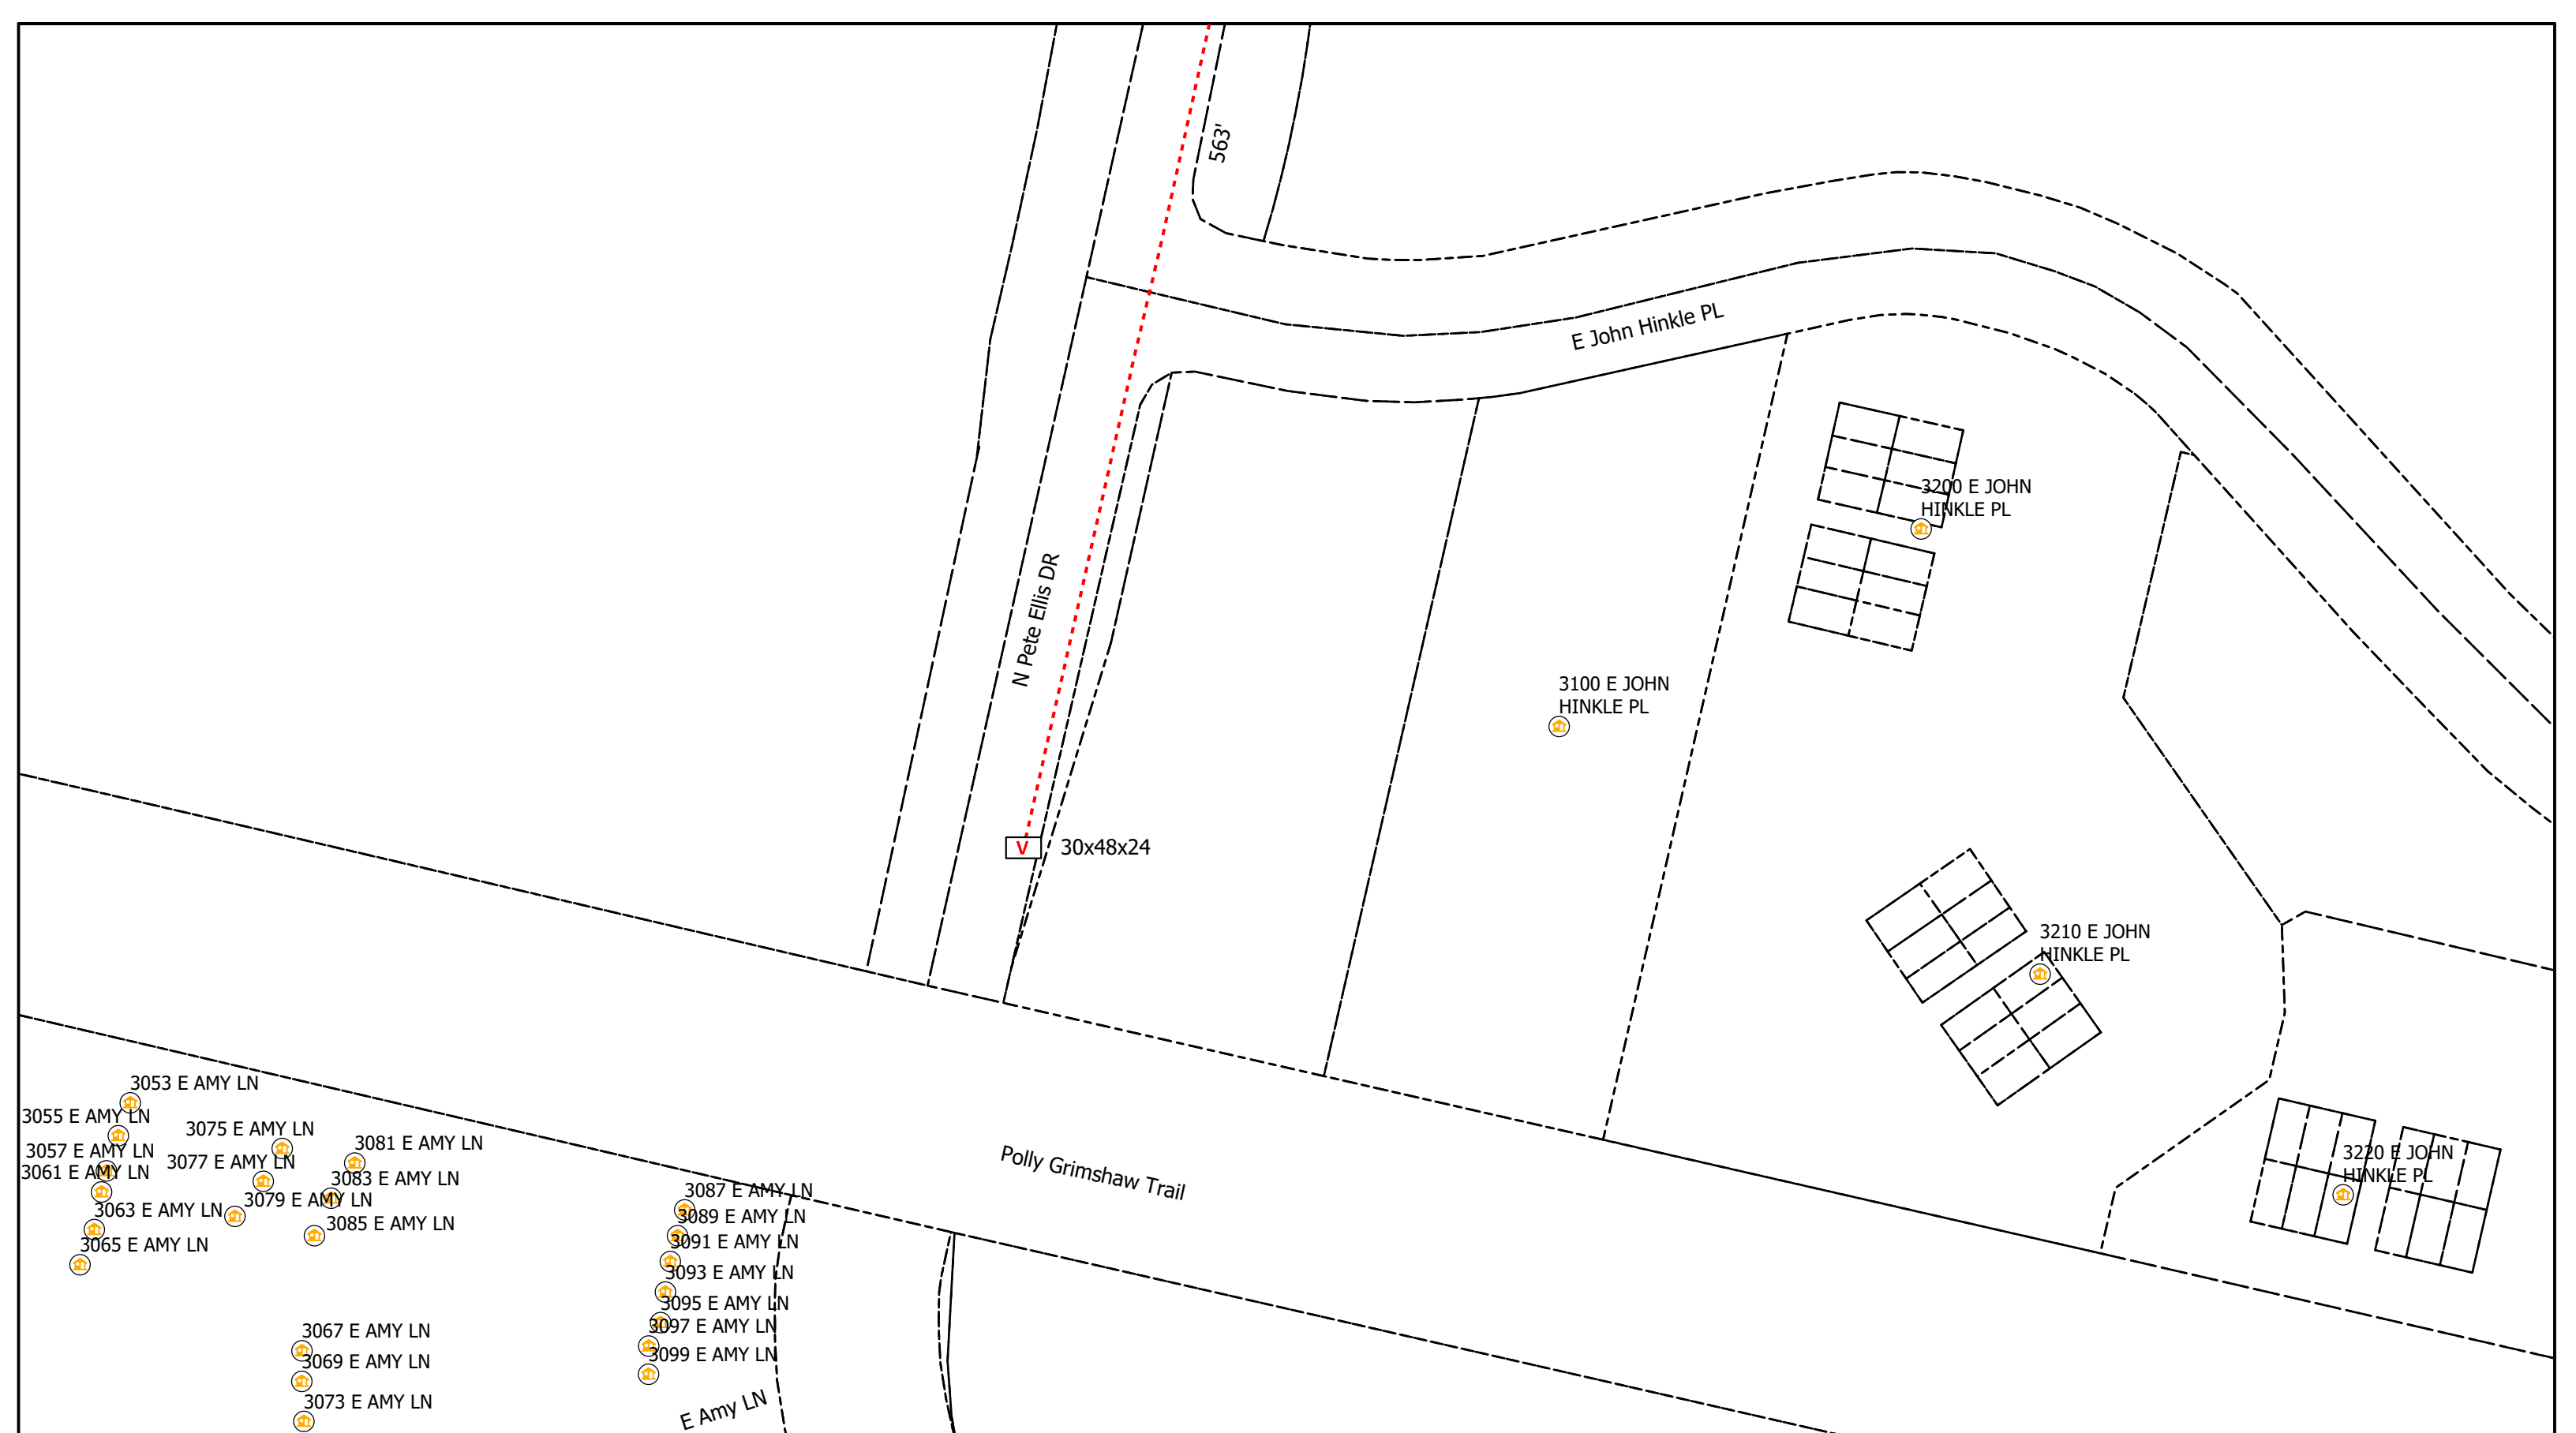 563'
E John Hinkle PL
3200 E JOHN
HINKLE PL
N Pete Ellis DR
3100 E JOHN
HINKLE PL
V
30x48x24
3210 E JOHN
HINKLE PL
3053 E AMY LN
3055 E AMY LN
3075 E AMY LN
3081 E AMY LN
3057 E AMY LN
3077 E AMY LN
3061 E AMY LN
3083 E AMY LN
3079 E AMY LN
3063 E AMY LN
3085 E AMY LN
3065 E AMY LN
Polly Grimshaw Trail
3220 E JOHN
HINKLE PL
3087 E AMY LN
3089 E AMY LN
3091 E AMY LN
3093 E AMY LN
3095 E AMY LN
3097 E AMY LN
3099 E AMY LN
3067 E AMY LN
3069 E AMY LN
3073 E AMY LN
E Amy LN